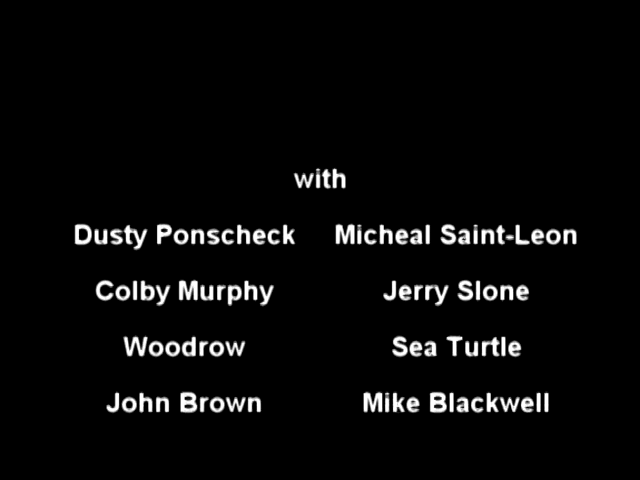 with
Dusty Ponscheck Micheal Saint-Leon
Colby Murphy Jerry Slone
Woodrow Sea Turtle
John Brown Mike Blackwell